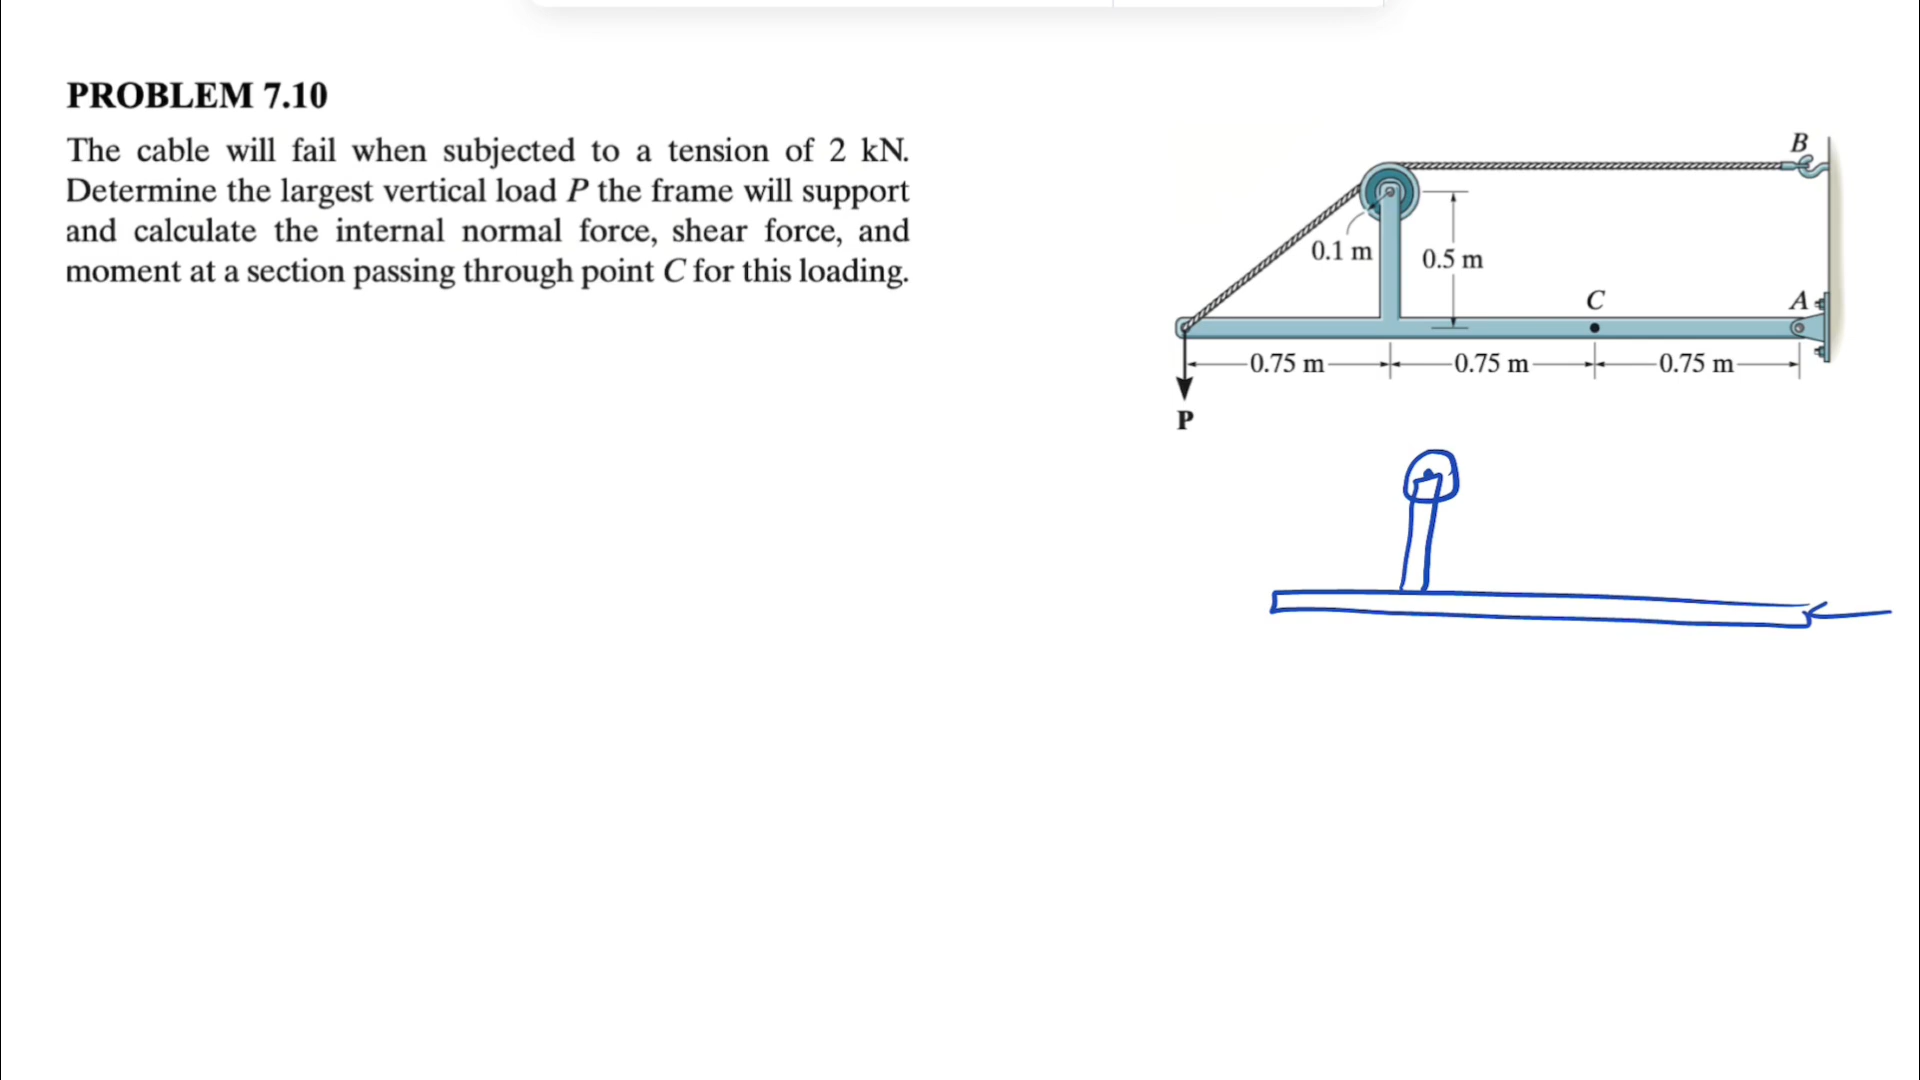 PROBLEM 7.10
The cable will fail when subjected to a tension of 2 kN.
Determine the largest vertical load P the frame will support
and calculate the internal normal force, shear force, and
moment at a section passing through point C for this loading.
B
0.1 m
0.5 m
C
A
0.75 m
0.75 m
0.75 m
P